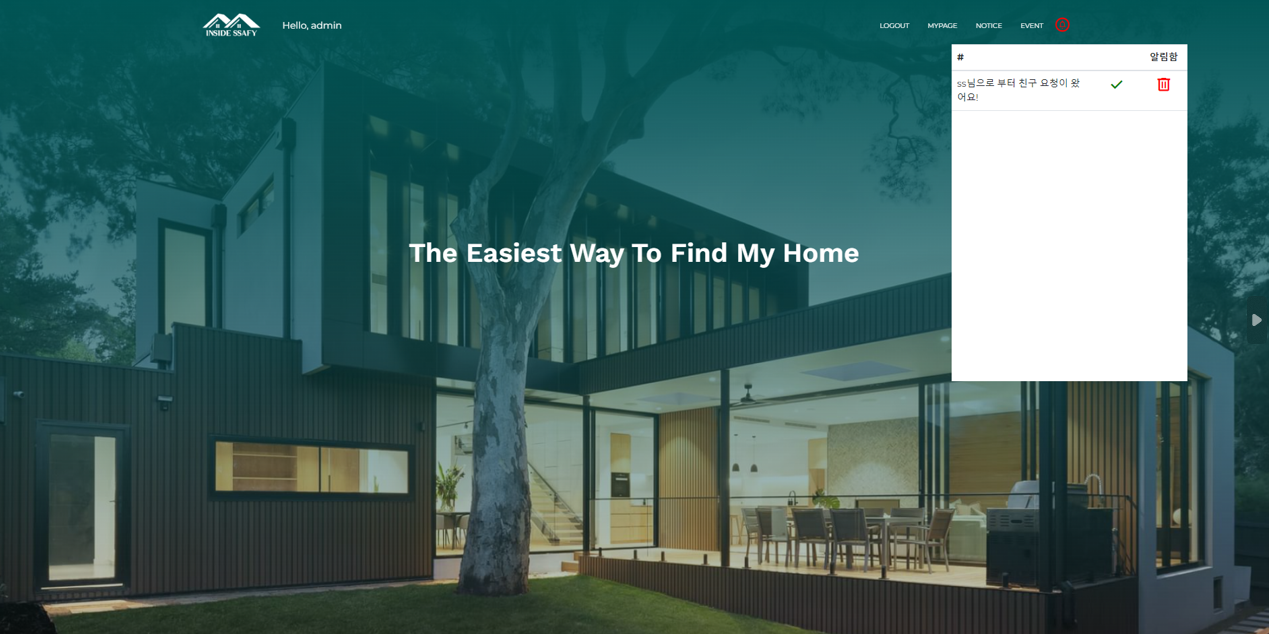 INSIDE SSAFY
Hello, admin
LOGOUT
MYPAGE
NOTICE
EVENT
#
알림함
ss님으로 부터 친구 요청이 왔
어요!
The Easiest Way To Find My Home